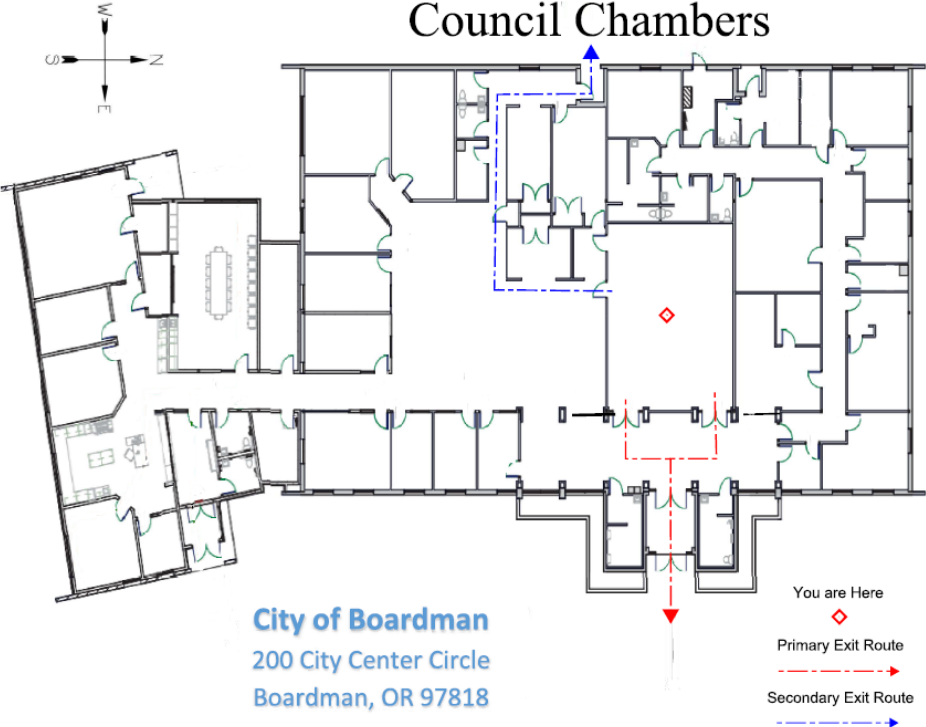 Council Chambers
W
S N
E
You are Here
City of Boardman
Primary Exit Route
200 City Center Circle
Secondary Exit Route
Boardman, OR 97818